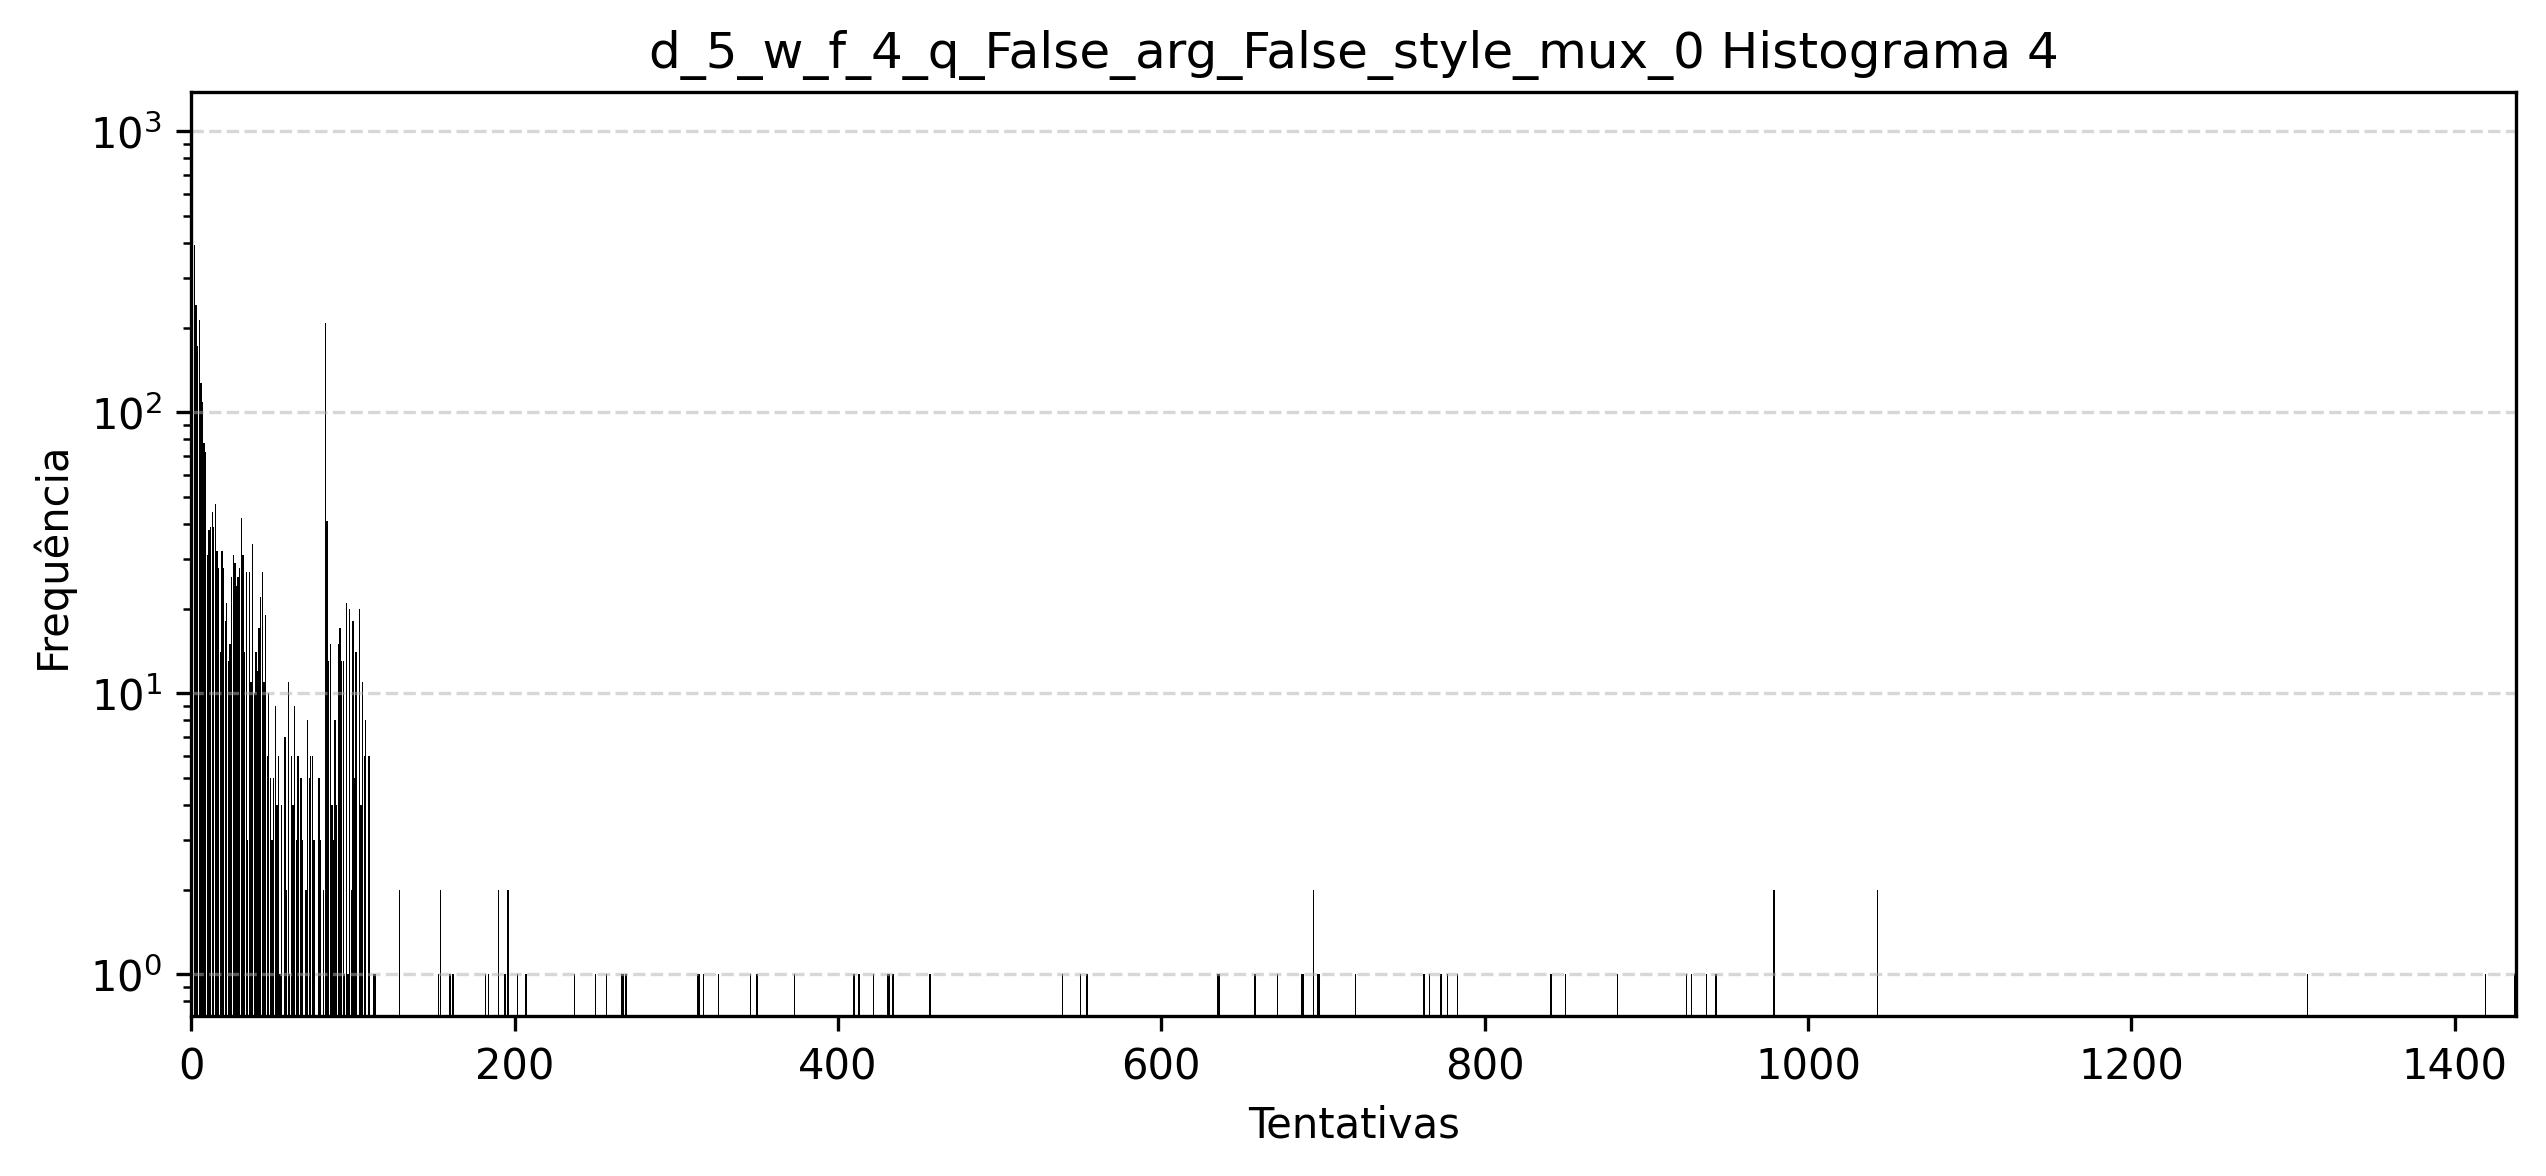 d_5_w_f_4_q_False_arg_False_style_mux_0 Histograma 4
10³
10²
10¹
10⁰
Frequência
0 200 400 600 800 1000 1200 1400
Tentativas